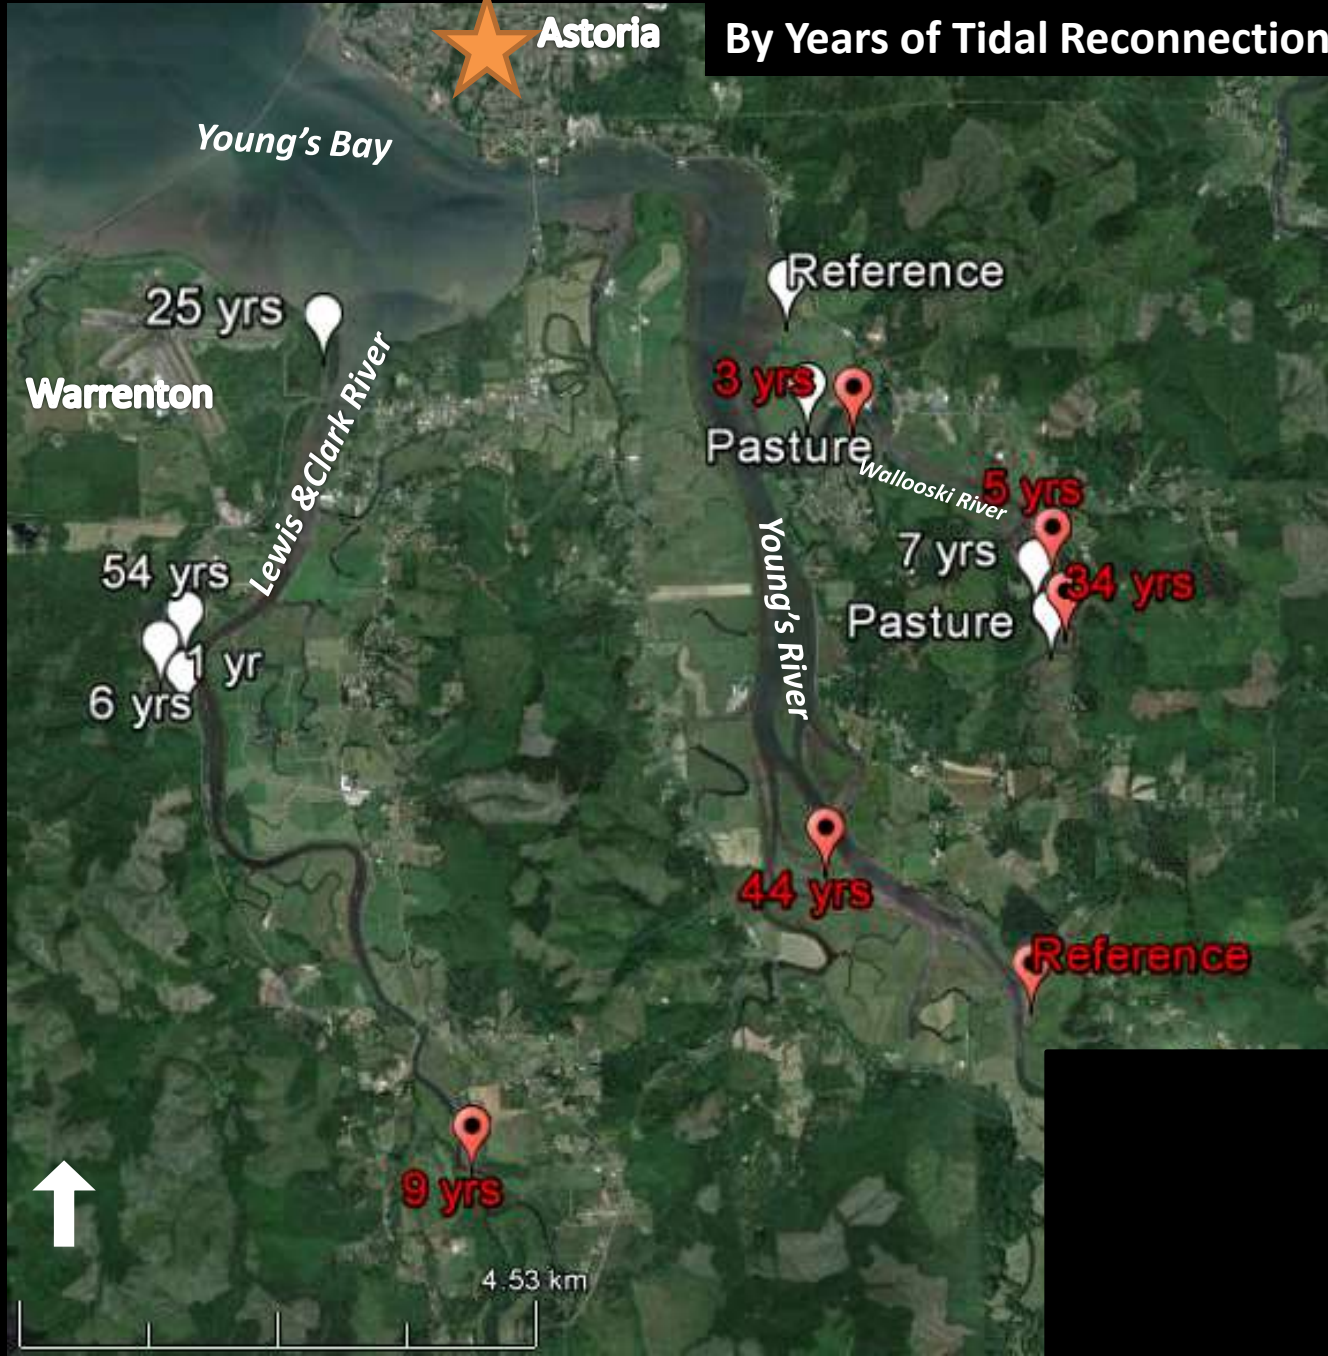 Astoria
By Years of Tidal Reconnection
Young's Bay
Reference
25 yrs
Warrenton
Lewis &Clark River
3 yrs
Pasture
Wallooski River
5 yrs
7 yrs
34 yrs
Pasture
54 yrs
1 yr
6 yrs
Young's River
44 yrs
Reference
9 yrs
4.53 km